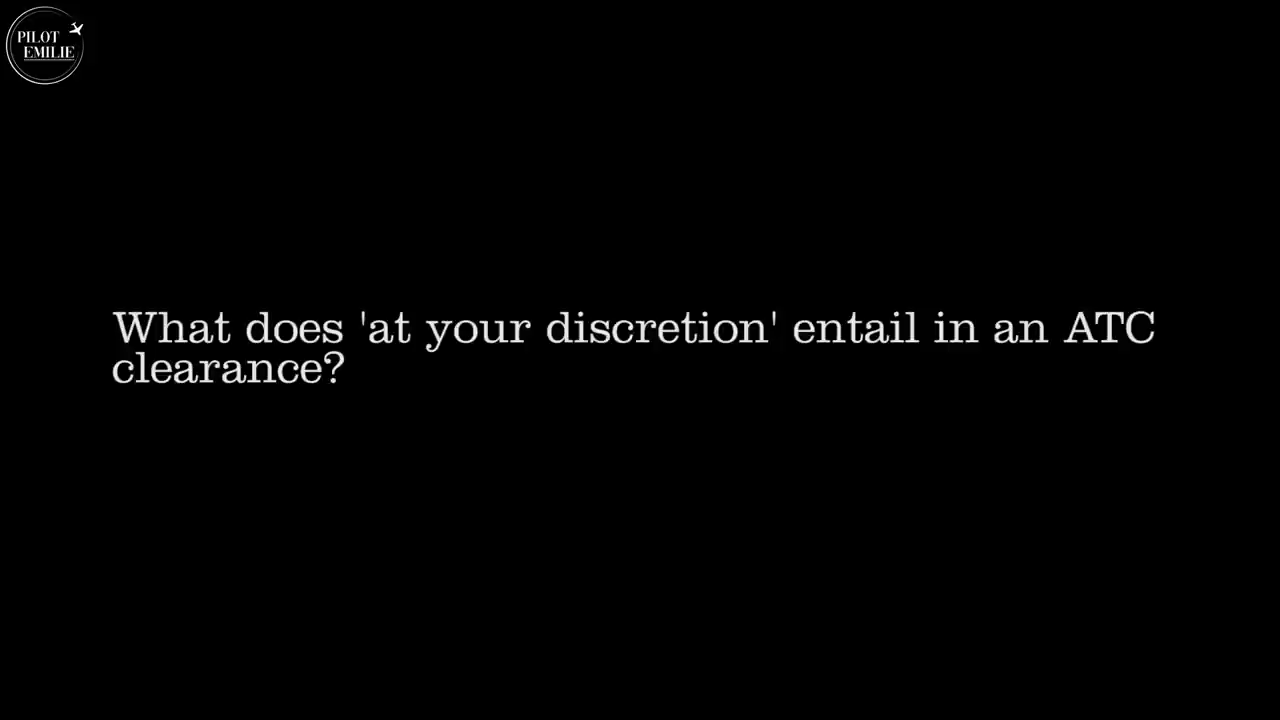 PILOT
EMILIE
What does 'at your discretion' entail in an ATC
clearance?